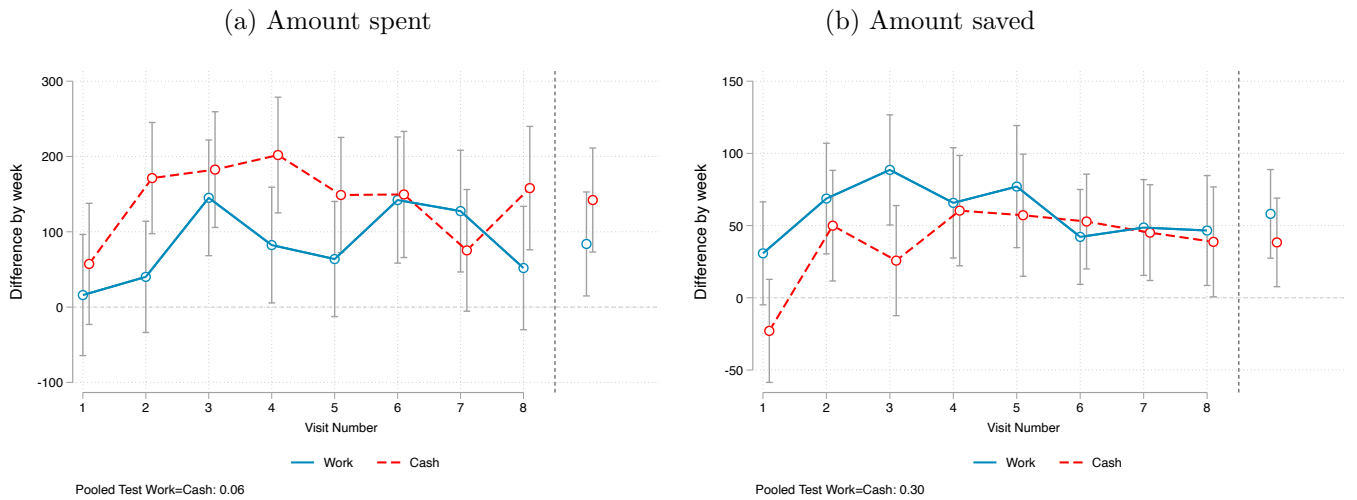 (a) Amount spent
300
200
100
0
-100
Difference by week
1 2 3 4 5 6 7 8
Visit Number
Work Cash
Pooled Test Work=Cash: 0.06
(b) Amount saved
150
100
50
0
-50
Difference by week
1 2 3 4 5 6 7 8
Visit Number
Work Cash
Pooled Test Work=Cash: 0.30